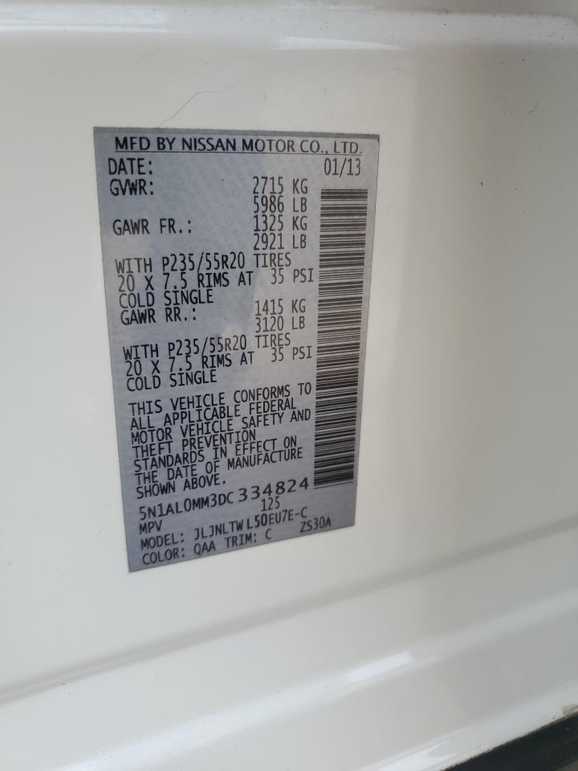 MFD BY NISSAN MOTOR CO., LTD.
DATE: 01/13
GVWR: 2715 KG
5986 LB
GAWR FR.: 1325 KG
2921 LB
WITH P235/55R20 TIRES
20 X 7.5 RIMS AT 35 PSI
COLD SINGLE
GAWR RR.: 1415 KG
3120 LB
WITH P235/55R20 TIRES
20 X 7.5 RIMS AT 35 PSI
COLD SINGLE
THIS VEHICLE CONFORMS TO
ALL APPLICABLE FEDERAL
MOTOR VEHICLE SAFETY AND
THEFT PREVENTION
STANDARDS IN EFFECT ON
THE DATE OF MANUFACTURE
SHOWN ABOVE.
5N1AL0MM3DC334824
MPV 125
MODEL: JLJNLTWL50EU7E-C
COLOR: QAA TRIM: C ZS30A